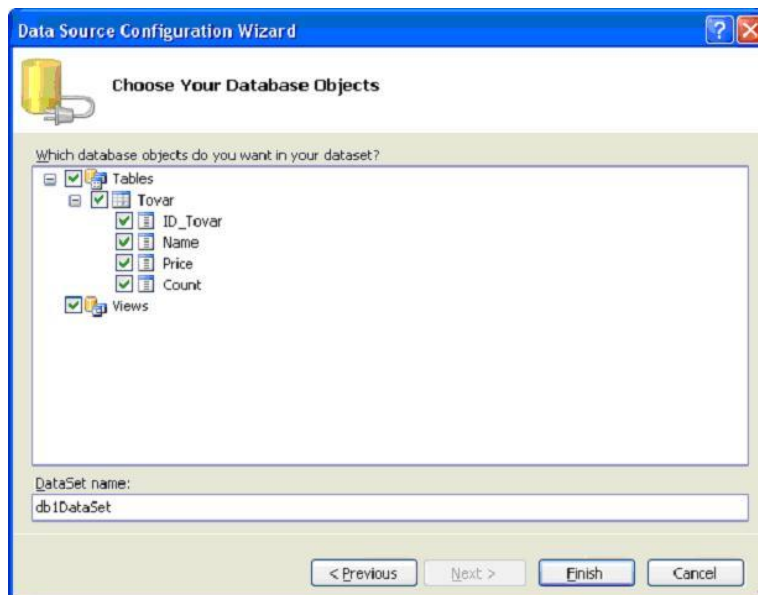 Data Source Configuration Wizard
Choose Your Database Objects
Which database objects do you want in your dataset?
Tables
Tovar
ID_Tovar
Name
Price
Count
Views
DataSet name:
db1DataSet
< Previous Next > Finish Cancel